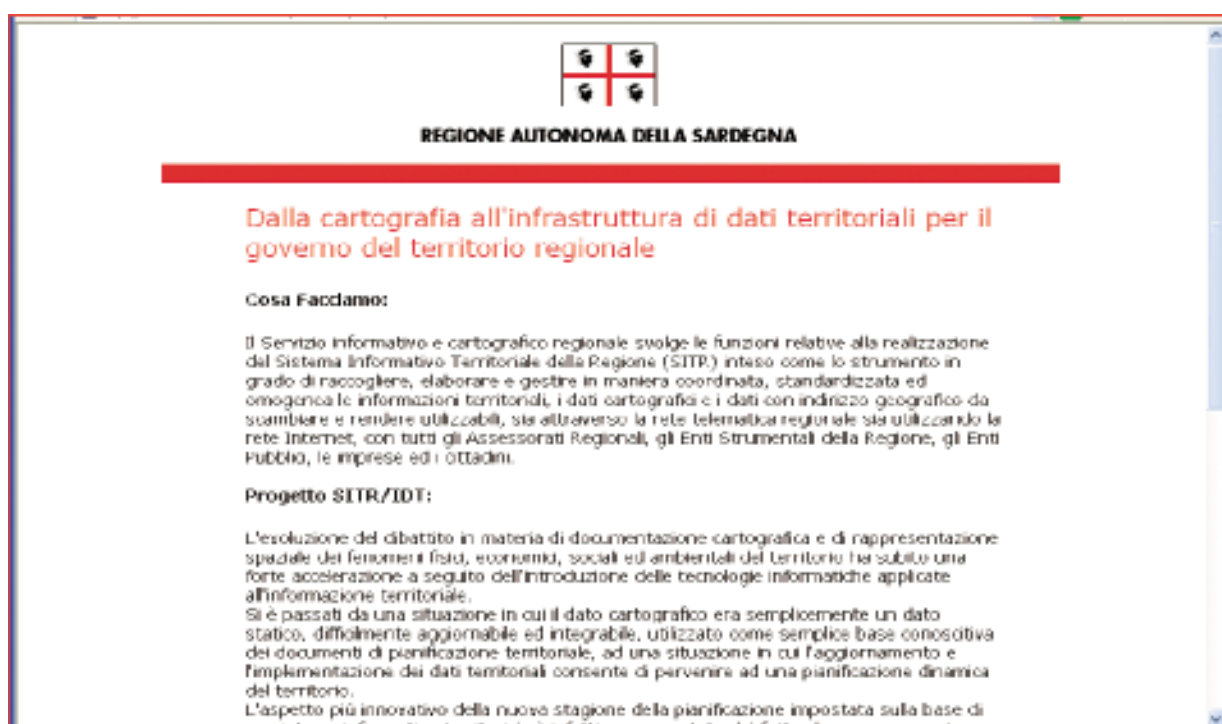 REGIONE AUTONOMA DELLA SARDEGNA
Dalla cartografia all'infrastruttura di dati territoriali per il
governo del territorio regionale
Cosa Facciamo:
Il Servizio informativo e cartografico regionale svolge le funzioni relative alla realizzazione
del Sistema Informativo Territoriale della Regione (SITR) inteso come lo strumento in
grado di raccogliere, elaborare e gestire in maniera coordinata, standardizzata ed
omogenea le informazioni territoriali, i dati cartografici e i dati con indirizzo geografico da
scambiare e rendere utilizzabili, sia attraverso la rete telematica regionale sia utilizzando la
rete Internet, con tutti gli Assessorati Regionali, gli Enti Strumentali della Regione, gli Enti
Pubblici, le imprese ed i cittadini.
Progetto SITR/IDT:
L'evoluzione del dibattito in materia di documentazione cartografica e di rappresentazione
spaziale dei fenomeni fisici, economici, sociali ed ambientali del territorio ha subito una
forte accelerazione a seguito dell'introduzione delle tecnologie informatiche applicate
all'informazione territoriale.
Si è passati da una situazione in cui il dato cartografico era semplicemente un dato
statico, difficilmente aggiornabile ed integrabile, utilizzato come semplice base conoscitiva
dei documenti di pianificazione territoriale, ad una situazione in cui l'aggiornamento e
l'implementazione dei dati territoriali consente di pervenire ad una pianificazione dinamica
del territorio.
L'aspetto più innovativo della nuova stagione della pianificazione impostata sulla base di